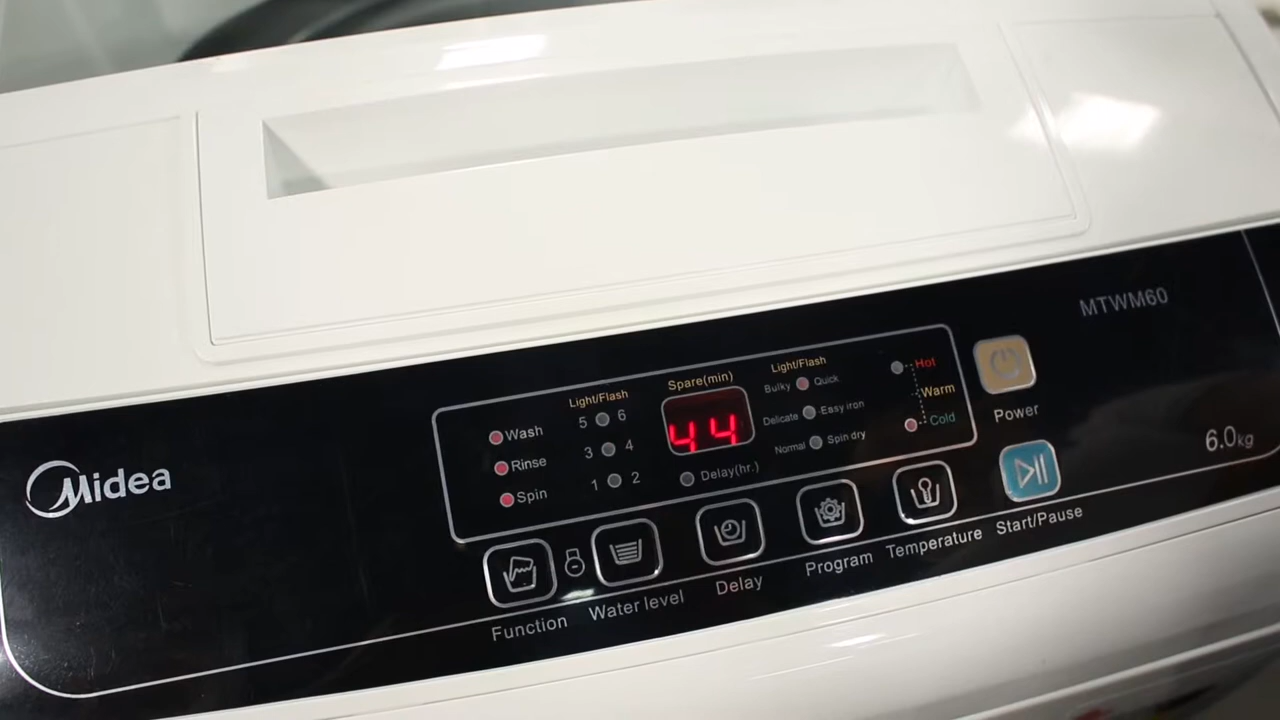 MTWM60
Midea
Light/Flash
5 6
3 4
1 2
Wash
Rinse
Spin
Spare(min)
44
Delay(hr.)
Light/Flash
Bulky Quick
Delicate Easy iron
Normal Spin dry
Hot
Warm
Cold
Power
6.0kg
Start/Pause
Function
Water level
Delay
Program
Temperature